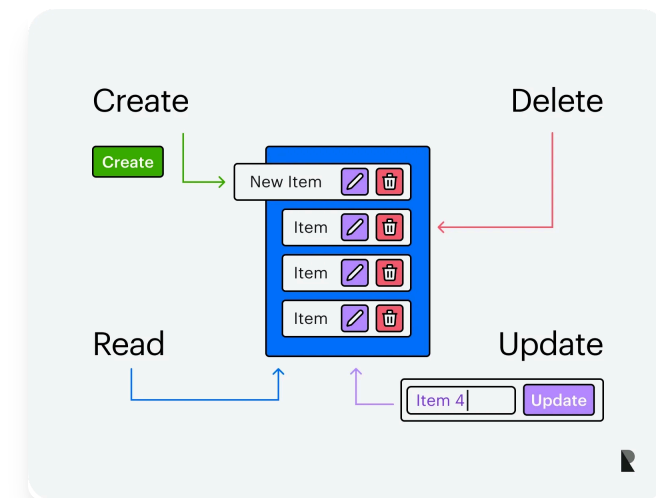 Create
Delete
Create
New Item
Item
Item
Item
Read
Update
Item 4
Update